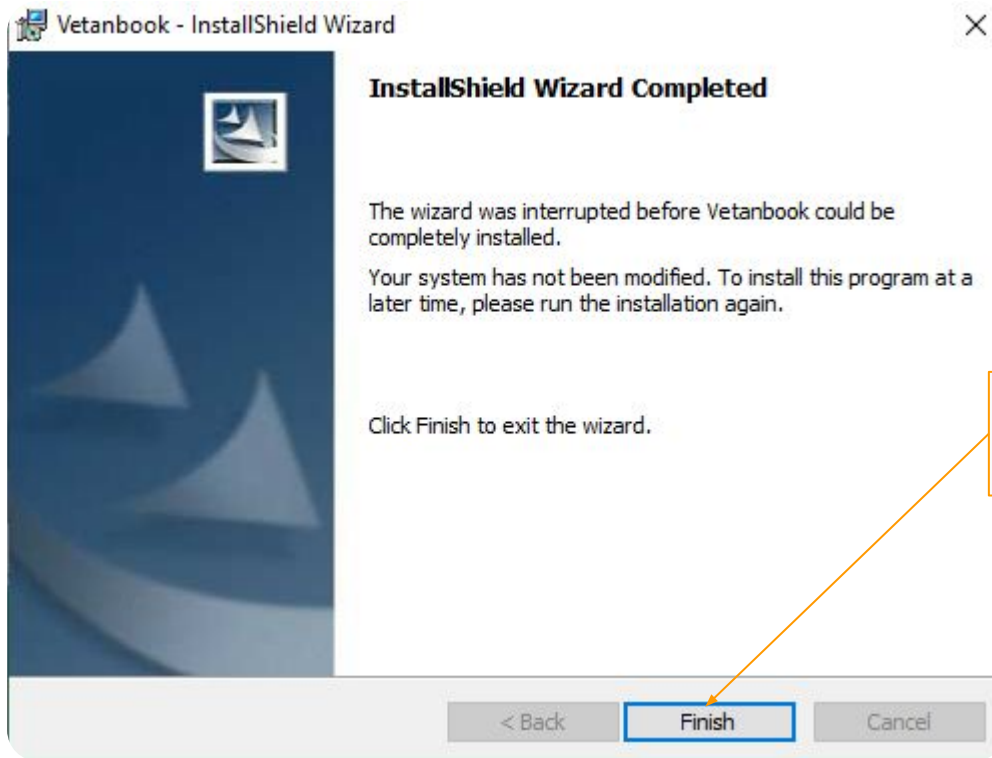 Vetanbook - InstallShield Wizard
InstallShield Wizard Completed
The wizard was interrupted before Vetanbook could be
completely installed.
Your system has not been modified. To install this program at a
later time, please run the installation again.
Click Finish to exit the wizard.
< Back
Finish
Cancel